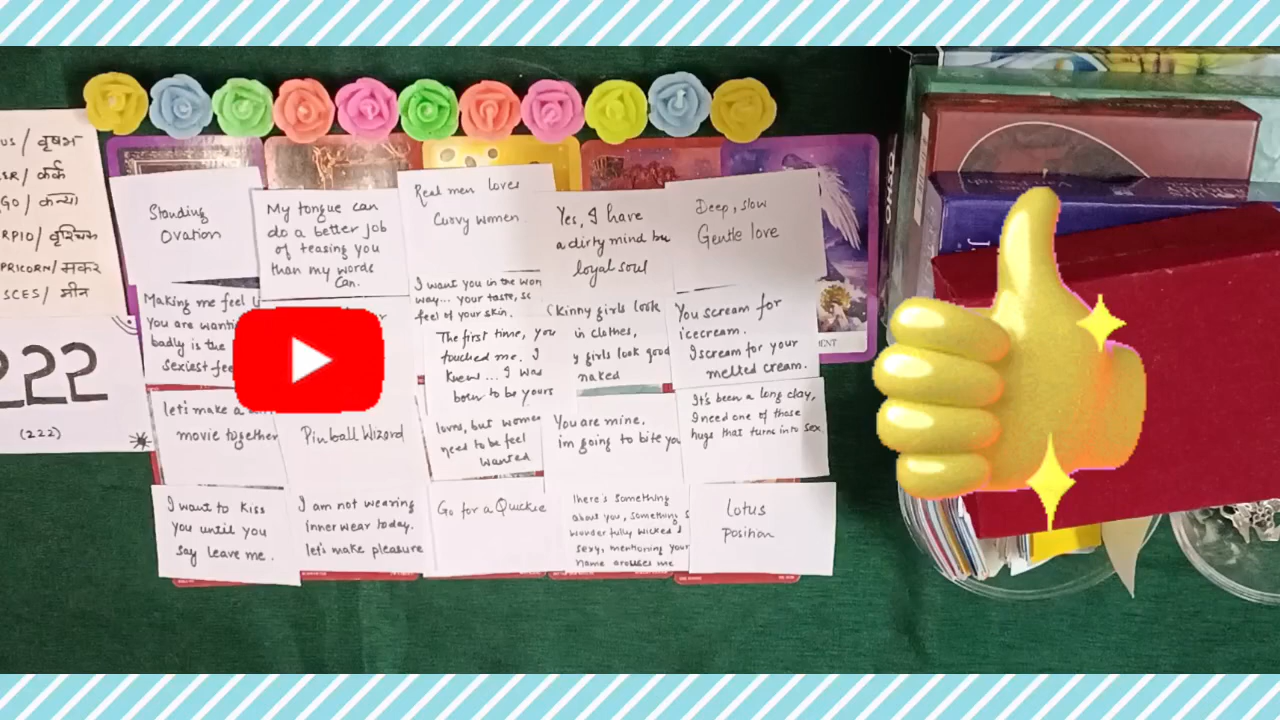 US / वृषभ
SR / कर्क
GO / कन्या
RPIO / वृश्चिक
PRICORN / मकर
SCES / मीन
222
(222)
Standing
Ovation
My tongue can
do a better job
of teasing you
than my words
can.
Real men loves
Curvy women
Yes, I have
a dirty mind bu
loyal soul
Deep, slow
Gentle love
OSHO
Making me feel
You are wanti
badly is the
sexiest fee
I want you in the won
way... your taste, sc
feel of your skin.
The first time, you
touched me. I
knew... I was
born to be yours
kinny girls look
in clothes,
y girls look good
naked
You scream for
icecream.
I scream for your
melted cream.
MENT
let's make a
movie together
Pinball Wizard
loving, but women
need to be feel
wanted
You are mine.
im going to bite you
It's been a long day,
I need one of those
hugs that turns into sex
I want to kiss
you until you
say leave me.
I am not wearing
innerwear today.
let's make pleasure
Go for a Quickie
There's something
about you, something s
wonderfully wicked &
sexy, mentioning your
name arouses me
Lotus
Position